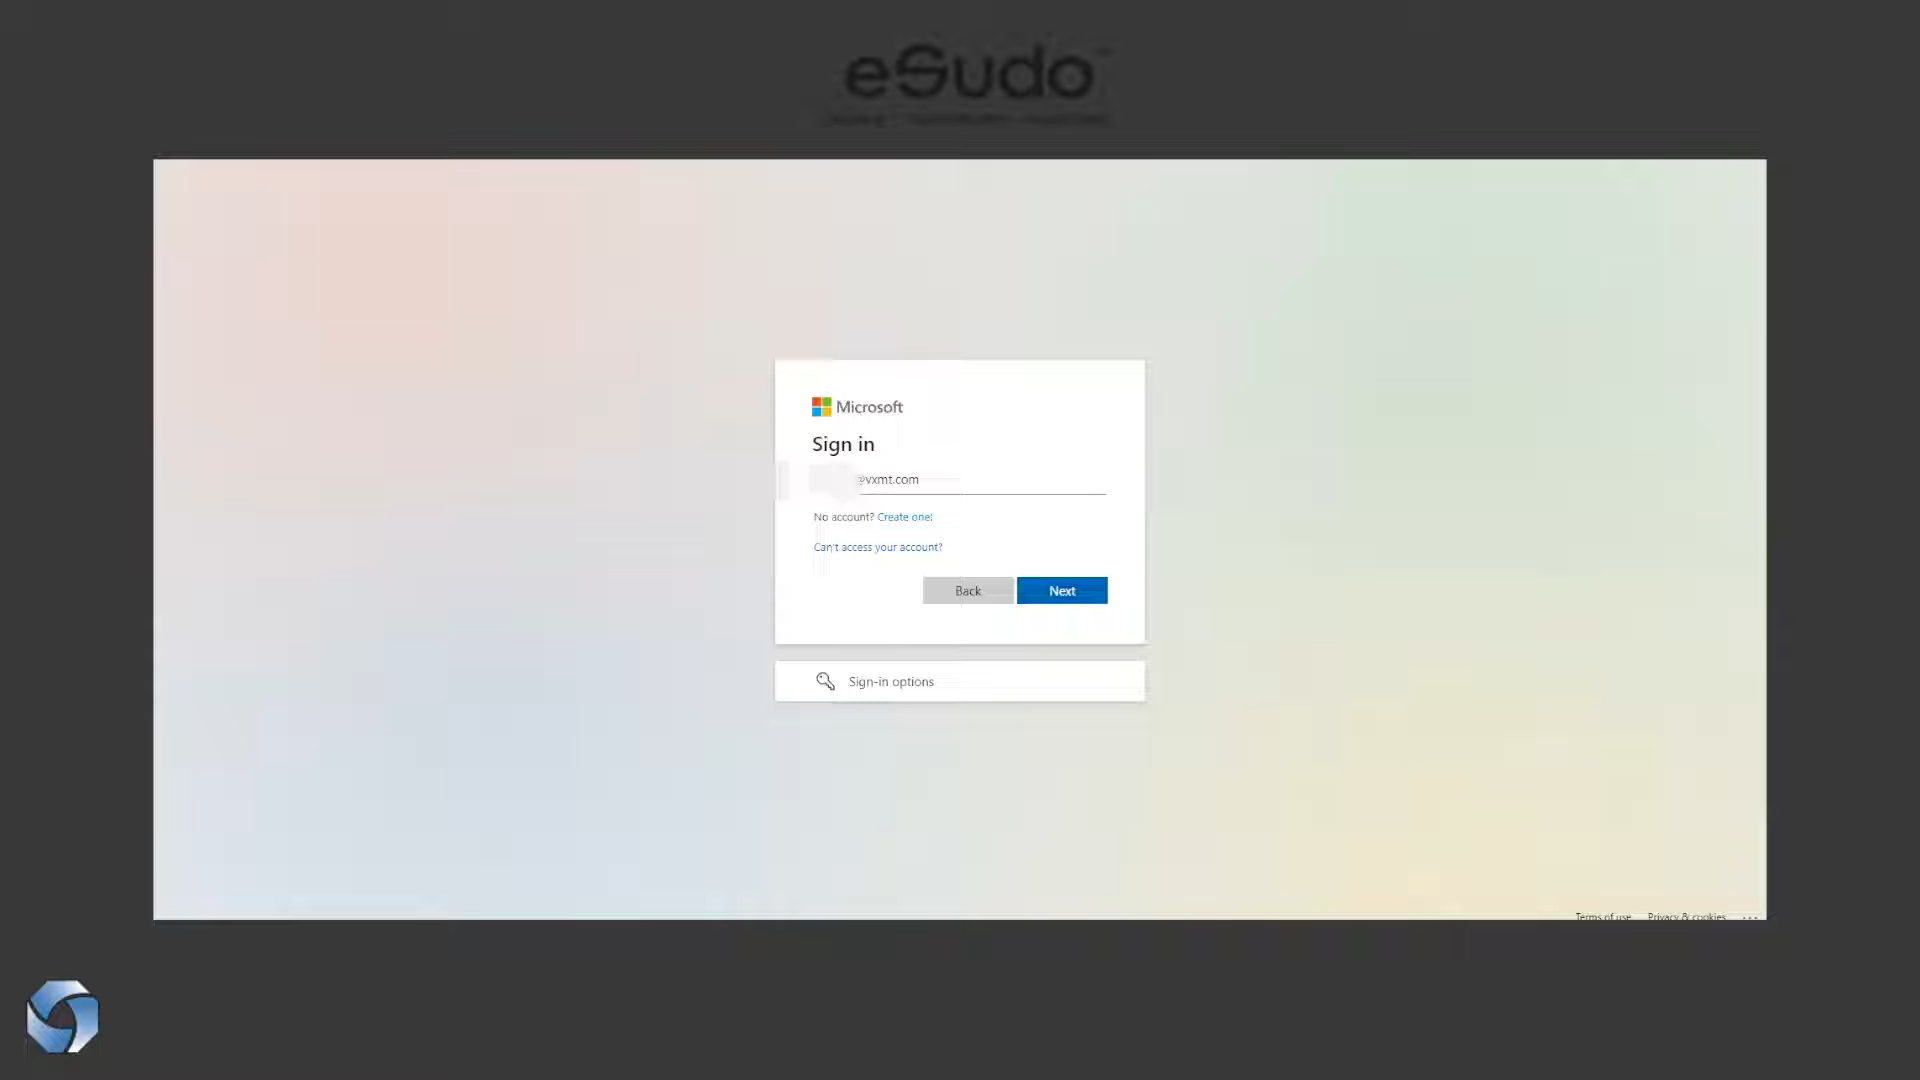 eSudo
Microsoft
Sign in
@vxmt.com
No account? Create one!
Can't access your account?
Back Next
Sign-in options
Terms of use Privacy & cookies ...